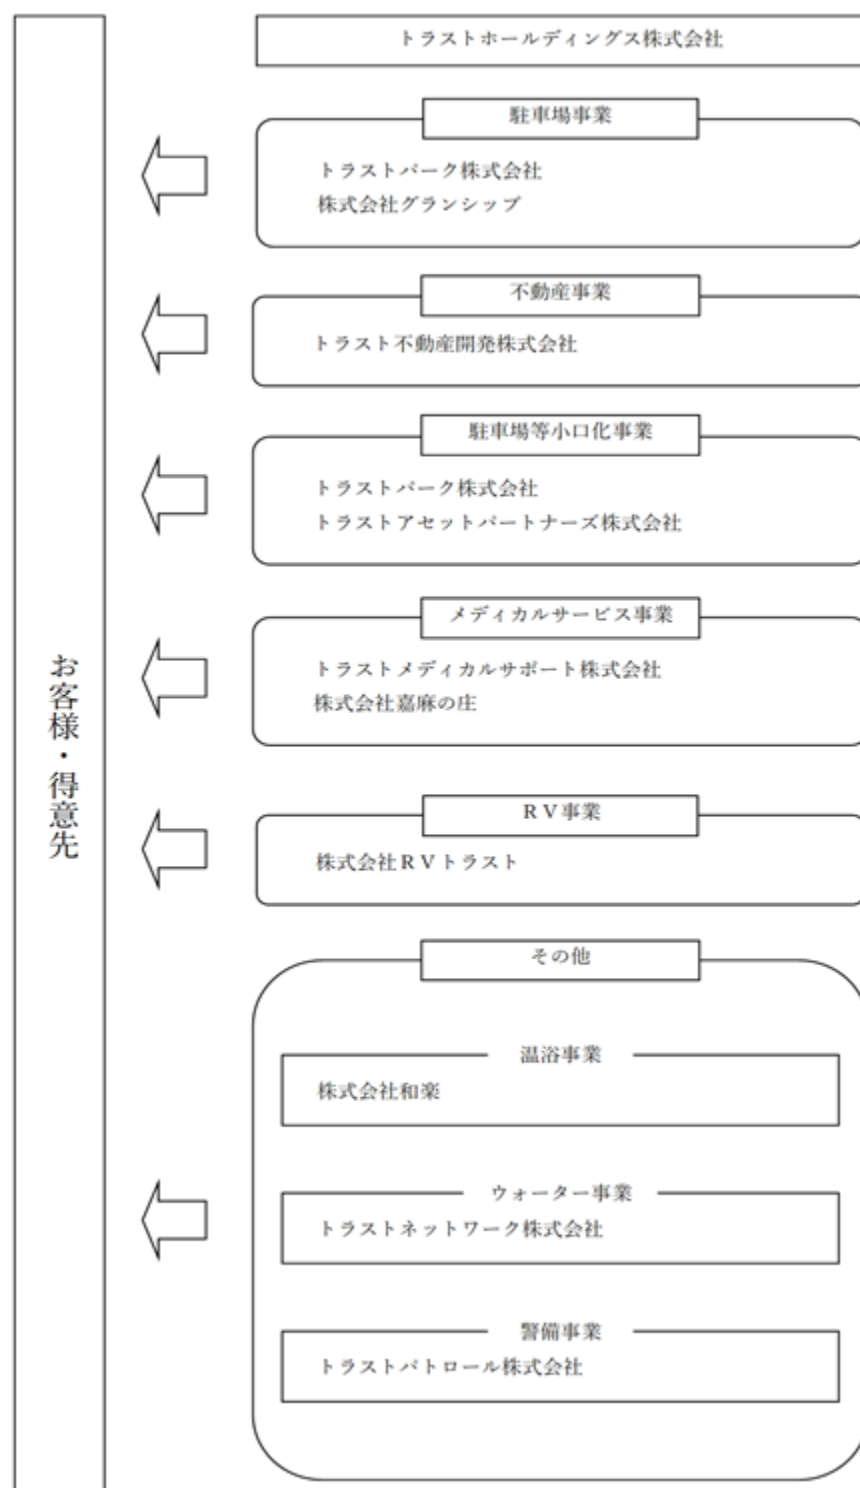 トラストホールディングス株式会社
駐車場事業
トラストパーク株式会社
株式会社グランシップ
不動産事業
トラスト不動産開発株式会社
駐車場等小口化事業
トラストパーク株式会社
トラストアセットパートナーズ株式会社
メディカルサービス事業
トラストメディカルサポート株式会社
株式会社嘉麻の庄
お客様・得意先
ＲＶ事業
株式会社ＲＶトラスト
その他
温浴事業
株式会社和楽
ウォーター事業
トラストネットワーク株式会社
警備事業
トラストパトロール株式会社